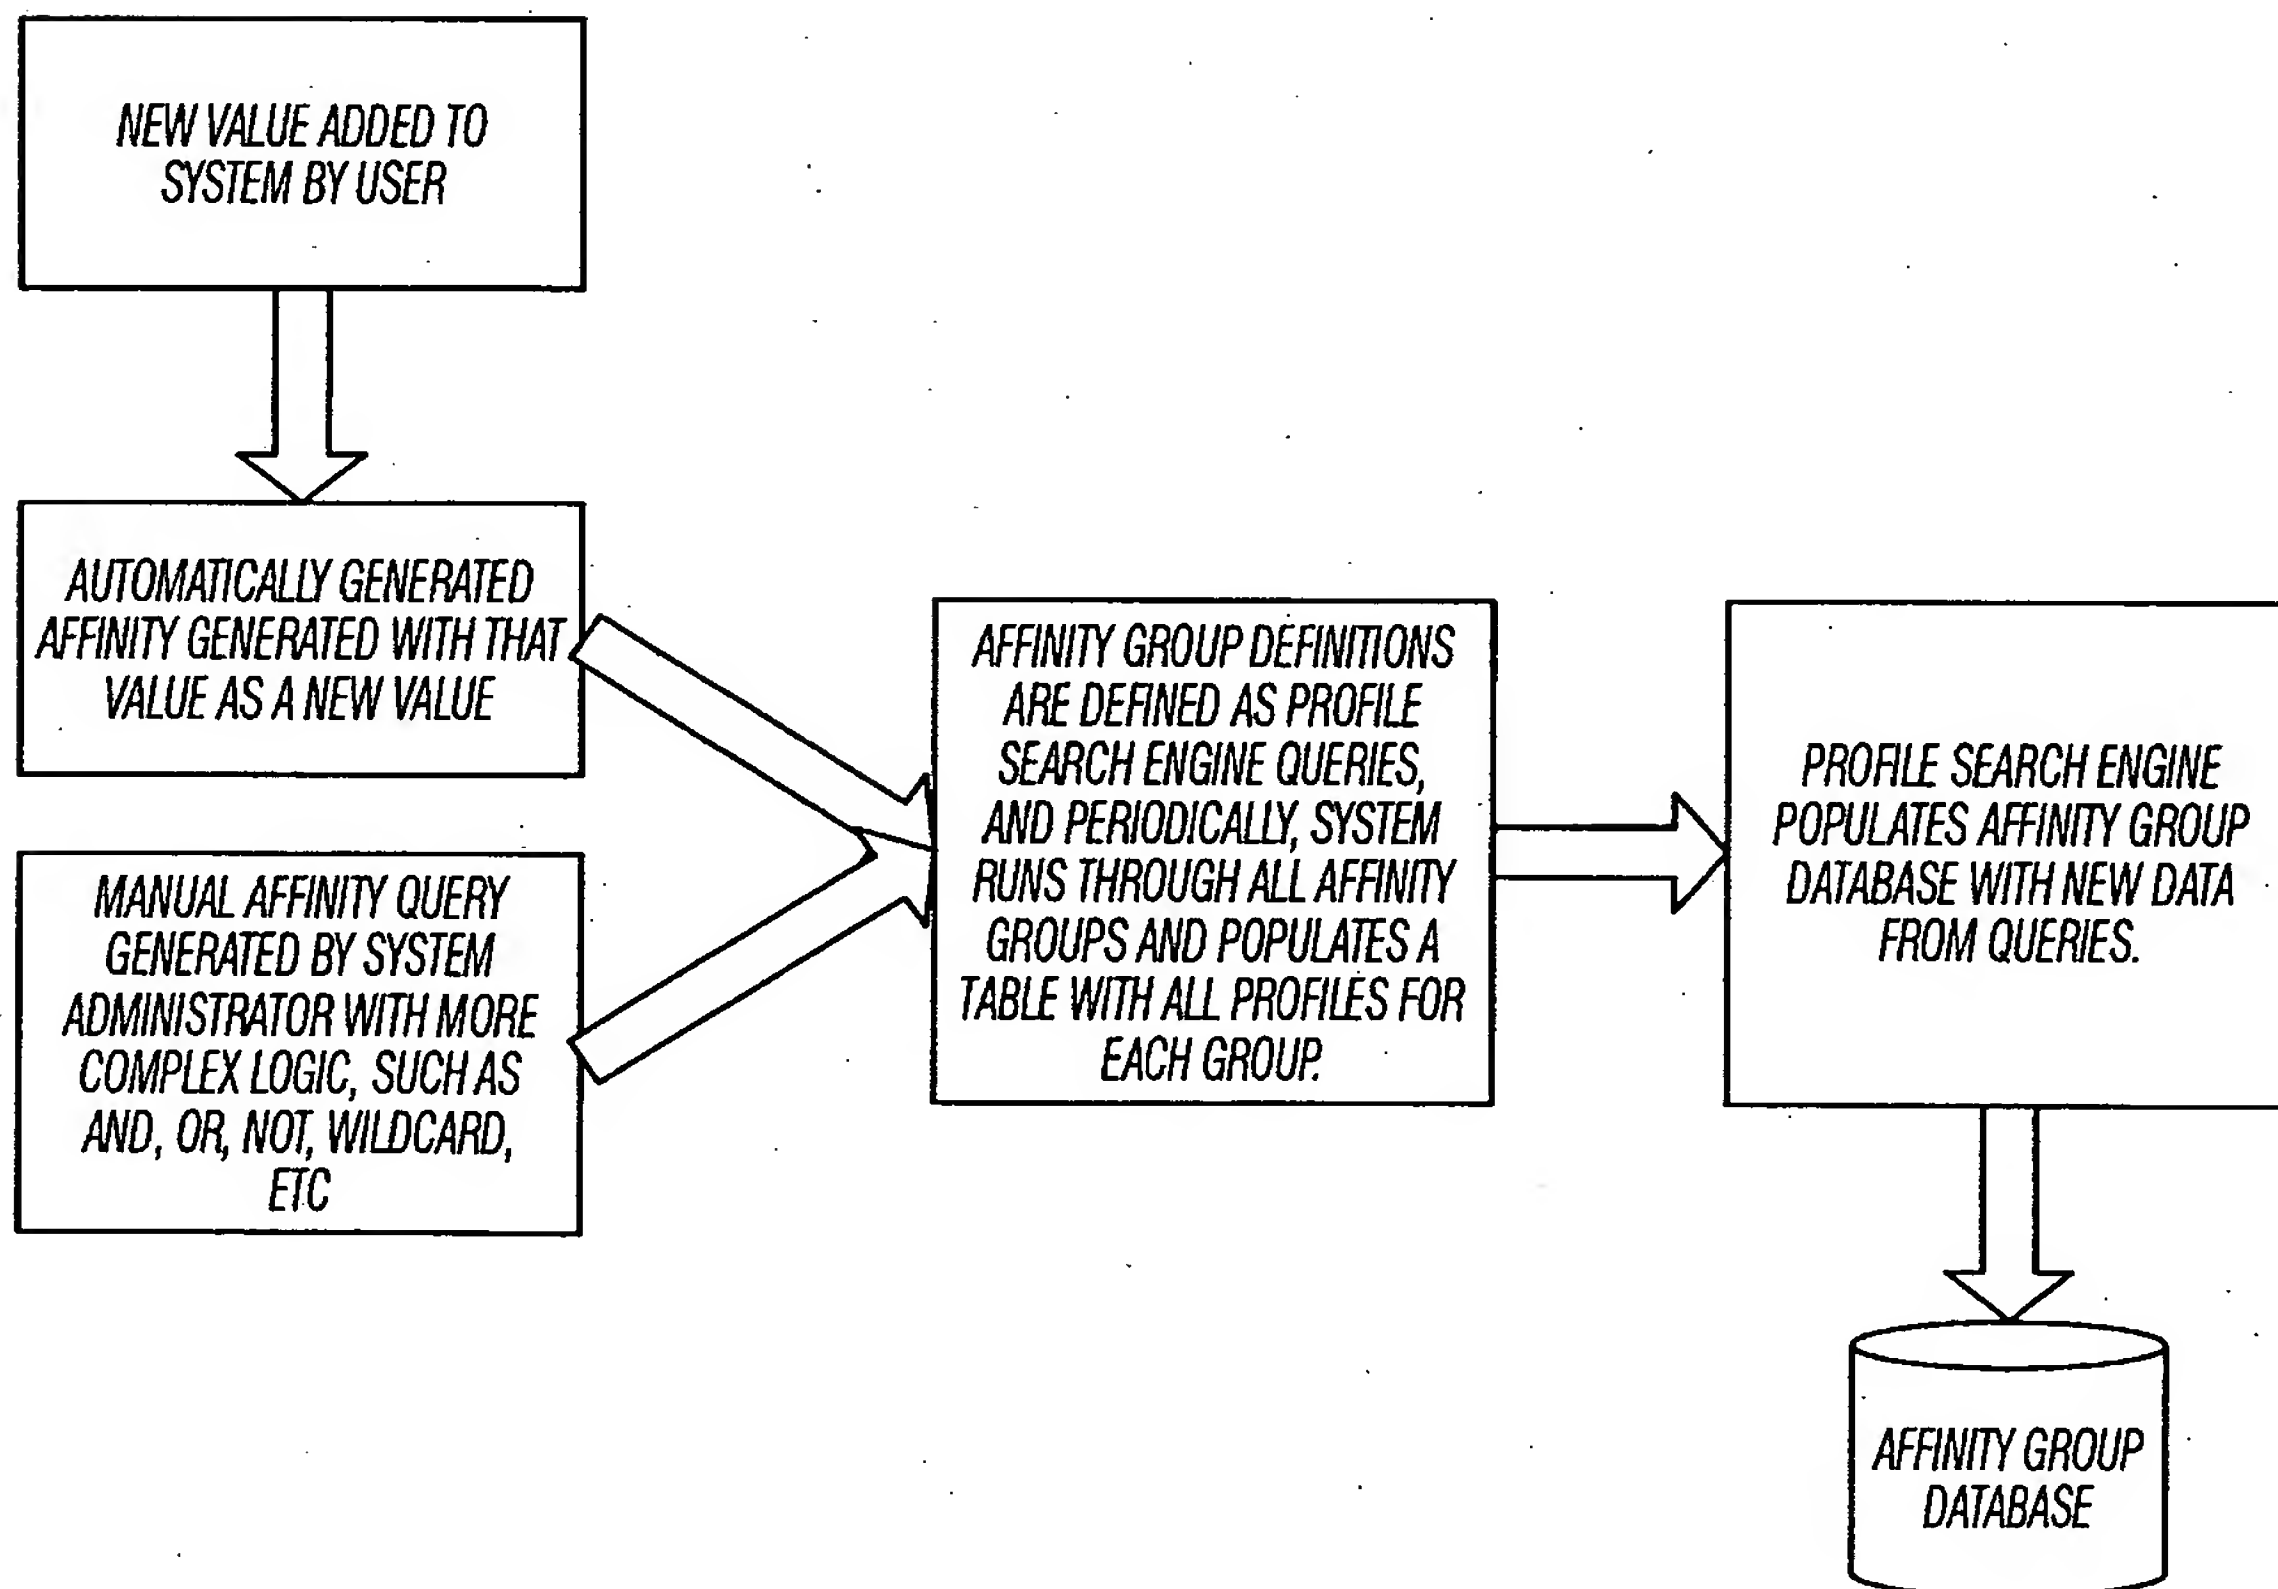 NEW VALUE ADDED TO
SYSTEM BY USER
AUTOMATICALLY GENERATED
AFFINITY GENERATED WITH THAT
VALUE AS A NEW VALUE
MANUAL AFFINITY QUERY
GENERATED BY SYSTEM
ADMINISTRATOR WITH MORE
COMPLEX LOGIC, SUCH AS
AND, OR, NOT, WILDCARD,
ETC
AFFINITY GROUP DEFINITIONS
ARE DEFINED AS PROFILE
SEARCH ENGINE QUERIES,
AND PERIODICALLY, SYSTEM
RUNS THROUGH ALL AFFINITY
GROUPS AND POPULATES A
TABLE WITH ALL PROFILES FOR
EACH GROUP.
PROFILE SEARCH ENGINE
POPULATES AFFINITY GROUP
DATABASE WITH NEW DATA
FROM QUERIES.
AFFINITY GROUP
DATABASE